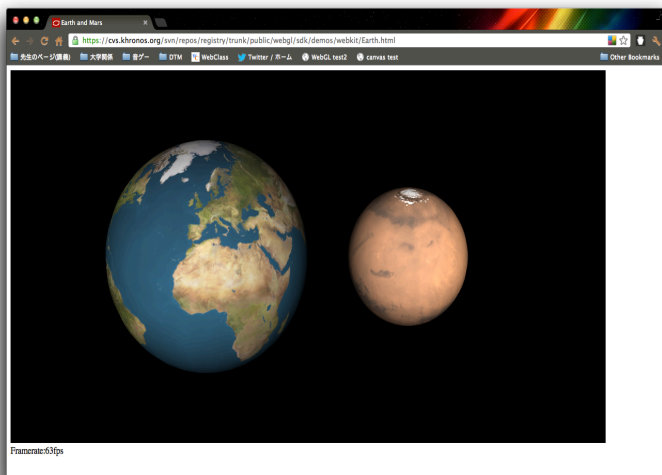 Earth and Mars
https://cvs.khronos.org/svn/repos/registry/trunk/public/webgl/sdk/demos/webkit/Earth.html
先生のページ(講義) 大学関係 音ゲー DTM WebClass Twitter / ホーム WebGL test2 canvas test Other Bookmarks
Framerate:63fps